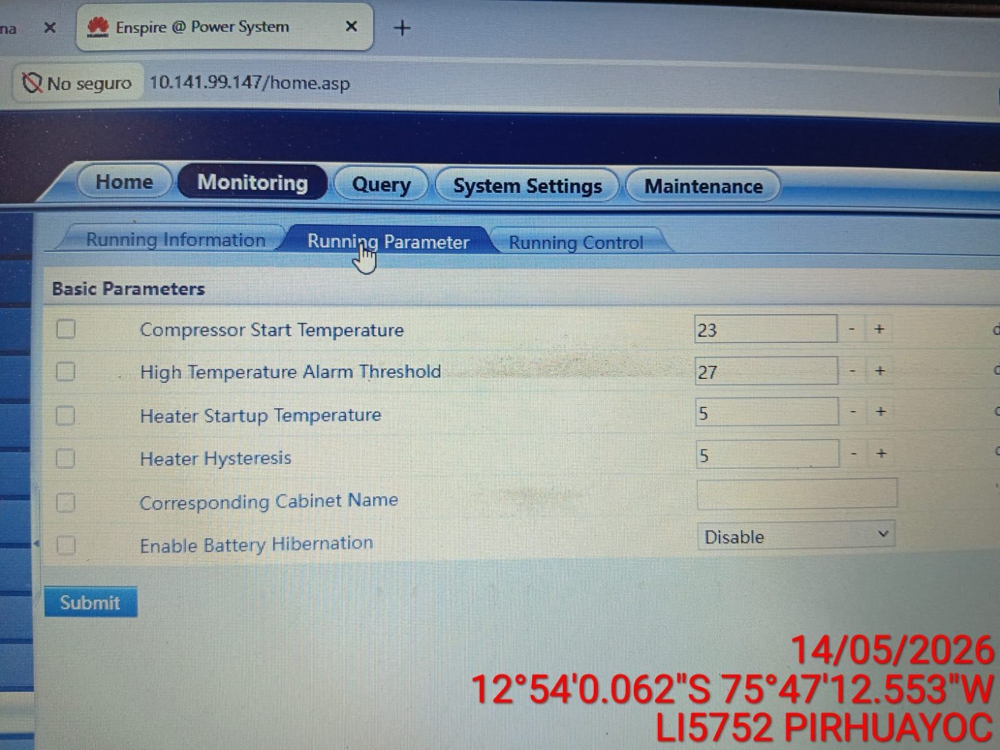 na
Enspire @ Power System
No seguro 10.141.99.147/home.asp
Home Monitoring Query System Settings Maintenance
Running Information Running Parameter Running Control
Basic Parameters
Compressor Start Temperature 23 - +
High Temperature Alarm Threshold 27 - +
Heater Startup Temperature 5 - +
Heater Hysteresis 5 - +
Corresponding Cabinet Name
Enable Battery Hibernation Disable
Submit
14/05/2026
12°54'0.062"S 75°47'12.553"W
LI5752 PIRHUAYOC